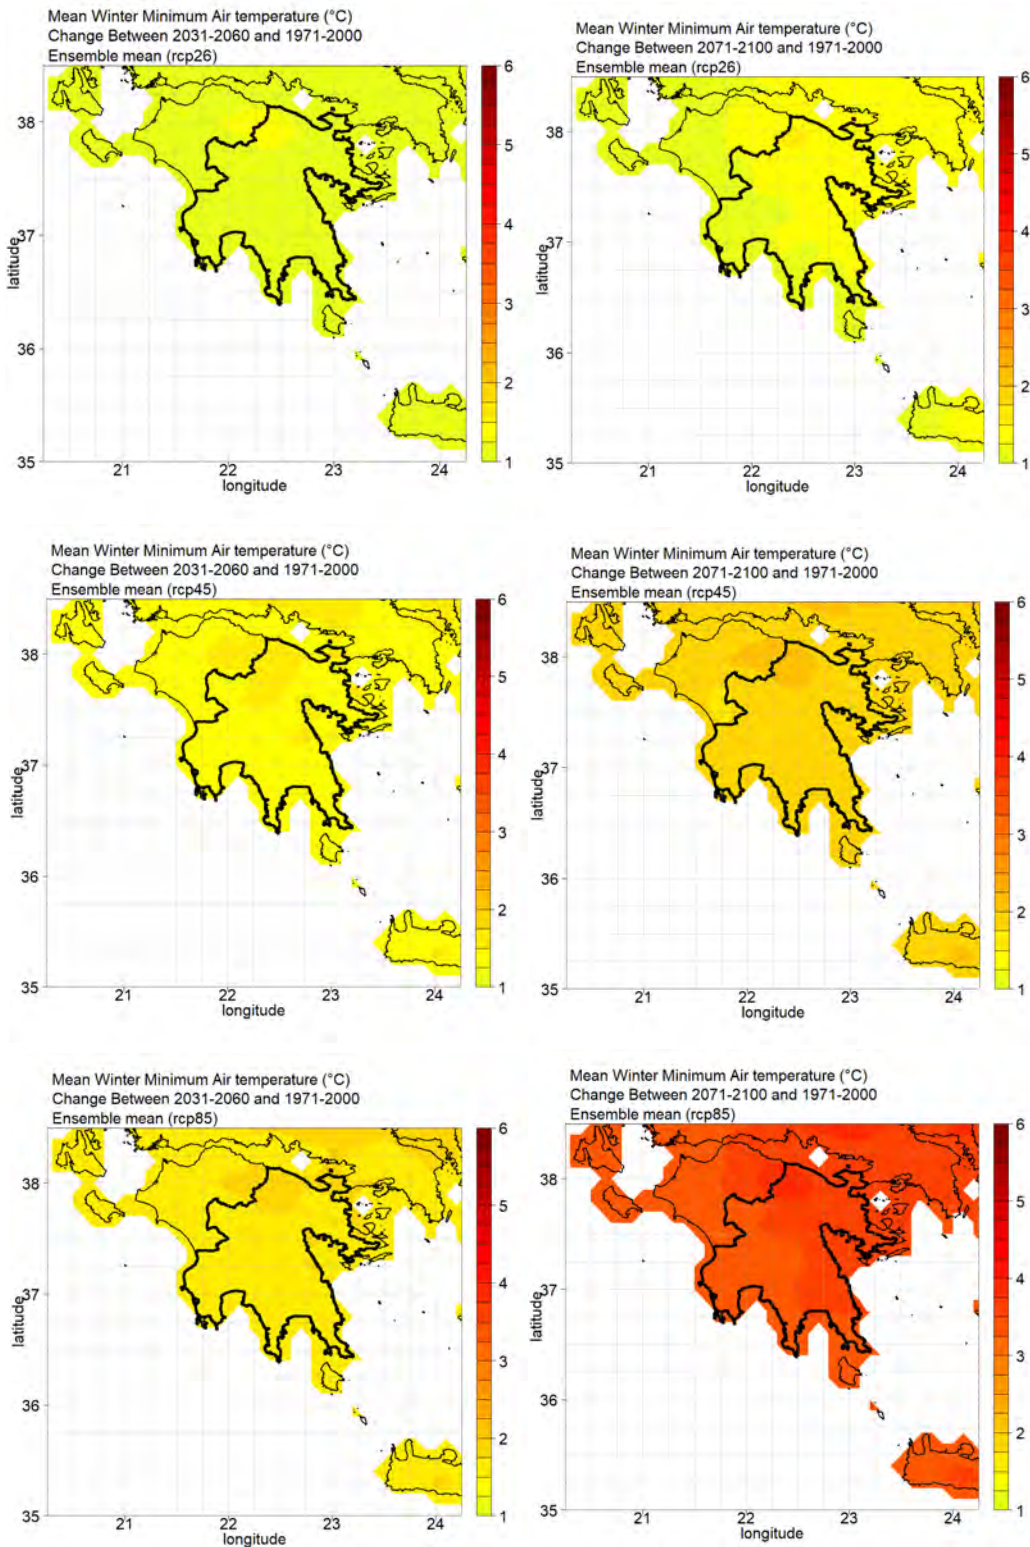 Mean Winter Minimum Air temperature (°C)
Change Between 2031-2060 and 1971-2000
Ensemble mean (rcp26)
6
5
4
3
2
1
38
37
36
35
latitude
21 22 23 24
longitude
Mean Winter Minimum Air temperature (°C)
Change Between 2071-2100 and 1971-2000
Ensemble mean (rcp26)
6
5
4
3
2
1
38
37
36
35
latitude
21 22 23 24
longitude
Mean Winter Minimum Air temperature (°C)
Change Between 2031-2060 and 1971-2000
Ensemble mean (rcp45)
6
5
4
3
2
1
38
37
36
35
latitude
21 22 23 24
longitude
Mean Winter Minimum Air temperature (°C)
Change Between 2071-2100 and 1971-2000
Ensemble mean (rcp45)
6
5
4
3
2
1
38
37
36
35
latitude
21 22 23 24
longitude
Mean Winter Minimum Air temperature (°C)
Change Between 2031-2060 and 1971-2000
Ensemble mean (rcp85)
6
5
4
3
2
1
38
37
36
35
latitude
21 22 23 24
longitude
Mean Winter Minimum Air temperature (°C)
Change Between 2071-2100 and 1971-2000
Ensemble mean (rcp85)
6
5
4
3
2
1
38
37
36
35
latitude
21 22 23 24
longitude